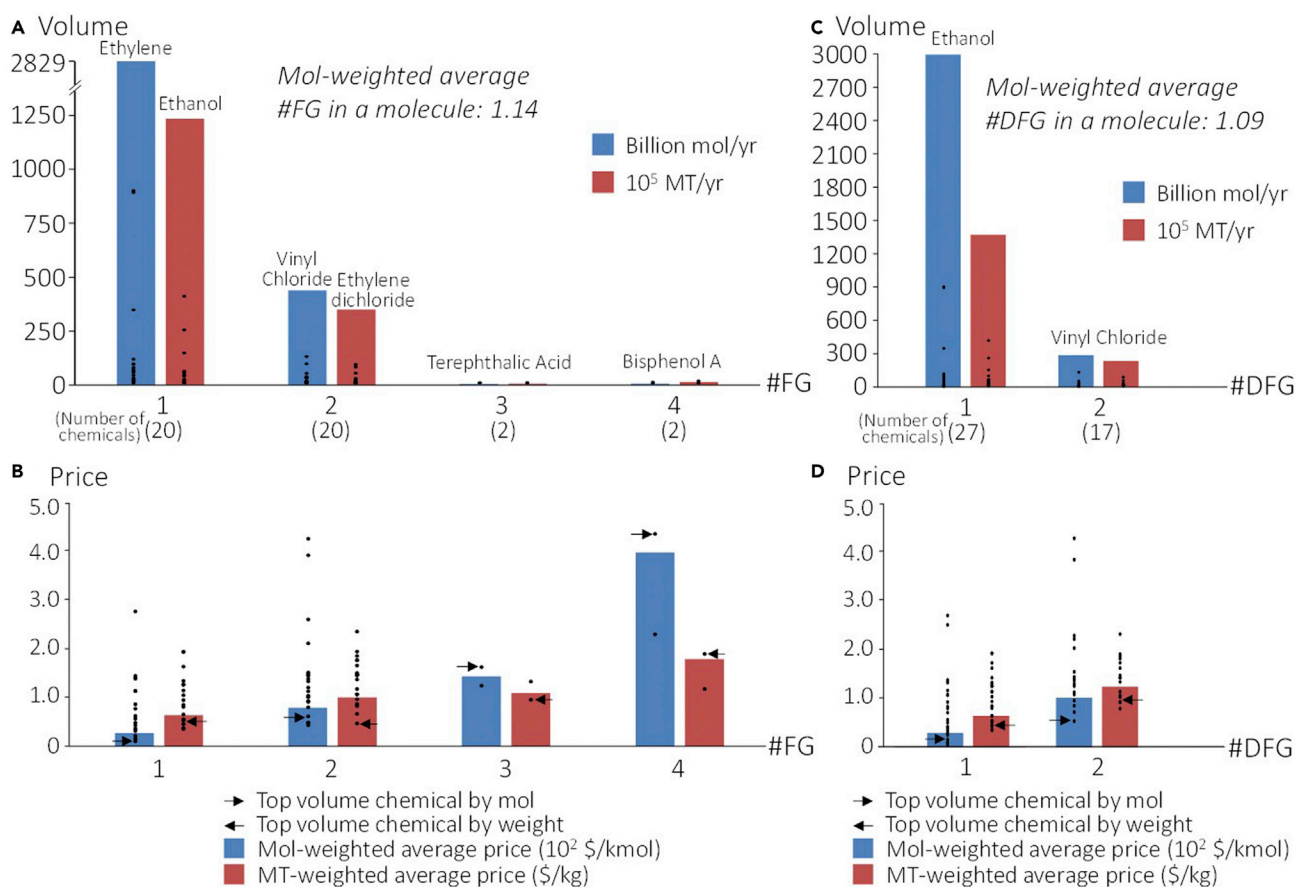 A Volume
2829
1250
1000
750
500
250
0
Ethylene
Ethanol
Mol-weighted average
#FG in a molecule: 1.14
Billion mol/yr
10⁵ MT/yr
Vinyl
Chloride
Ethylene
dichloride
Terephthalic Acid
Bisphenol A
#FG
1 2 3 4
(Number of
chemicals) (20) (20) (2) (2)
C Volume
3000
2700
2400
2100
1800
1500
1200
900
600
300
0
Ethanol
Mol-weighted average
#DFG in a molecule: 1.09
Billion mol/yr
10⁵ MT/yr
Vinyl Chloride
#DFG
1 2
(Number of
chemicals) (27) (17)
B Price
5.0
4.0
3.0
2.0
1.0
0
#FG
1 2 3 4
Top volume chemical by mol
Top volume chemical by weight
Mol-weighted average price (10² $/kmol)
MT-weighted average price ($/kg)
D Price
5.0
4.0
3.0
2.0
1.0
0
#DFG
1 2
Top volume chemical by mol
Top volume chemical by weight
Mol-weighted average price (10² $/kmol)
MT-weighted average price ($/kg)